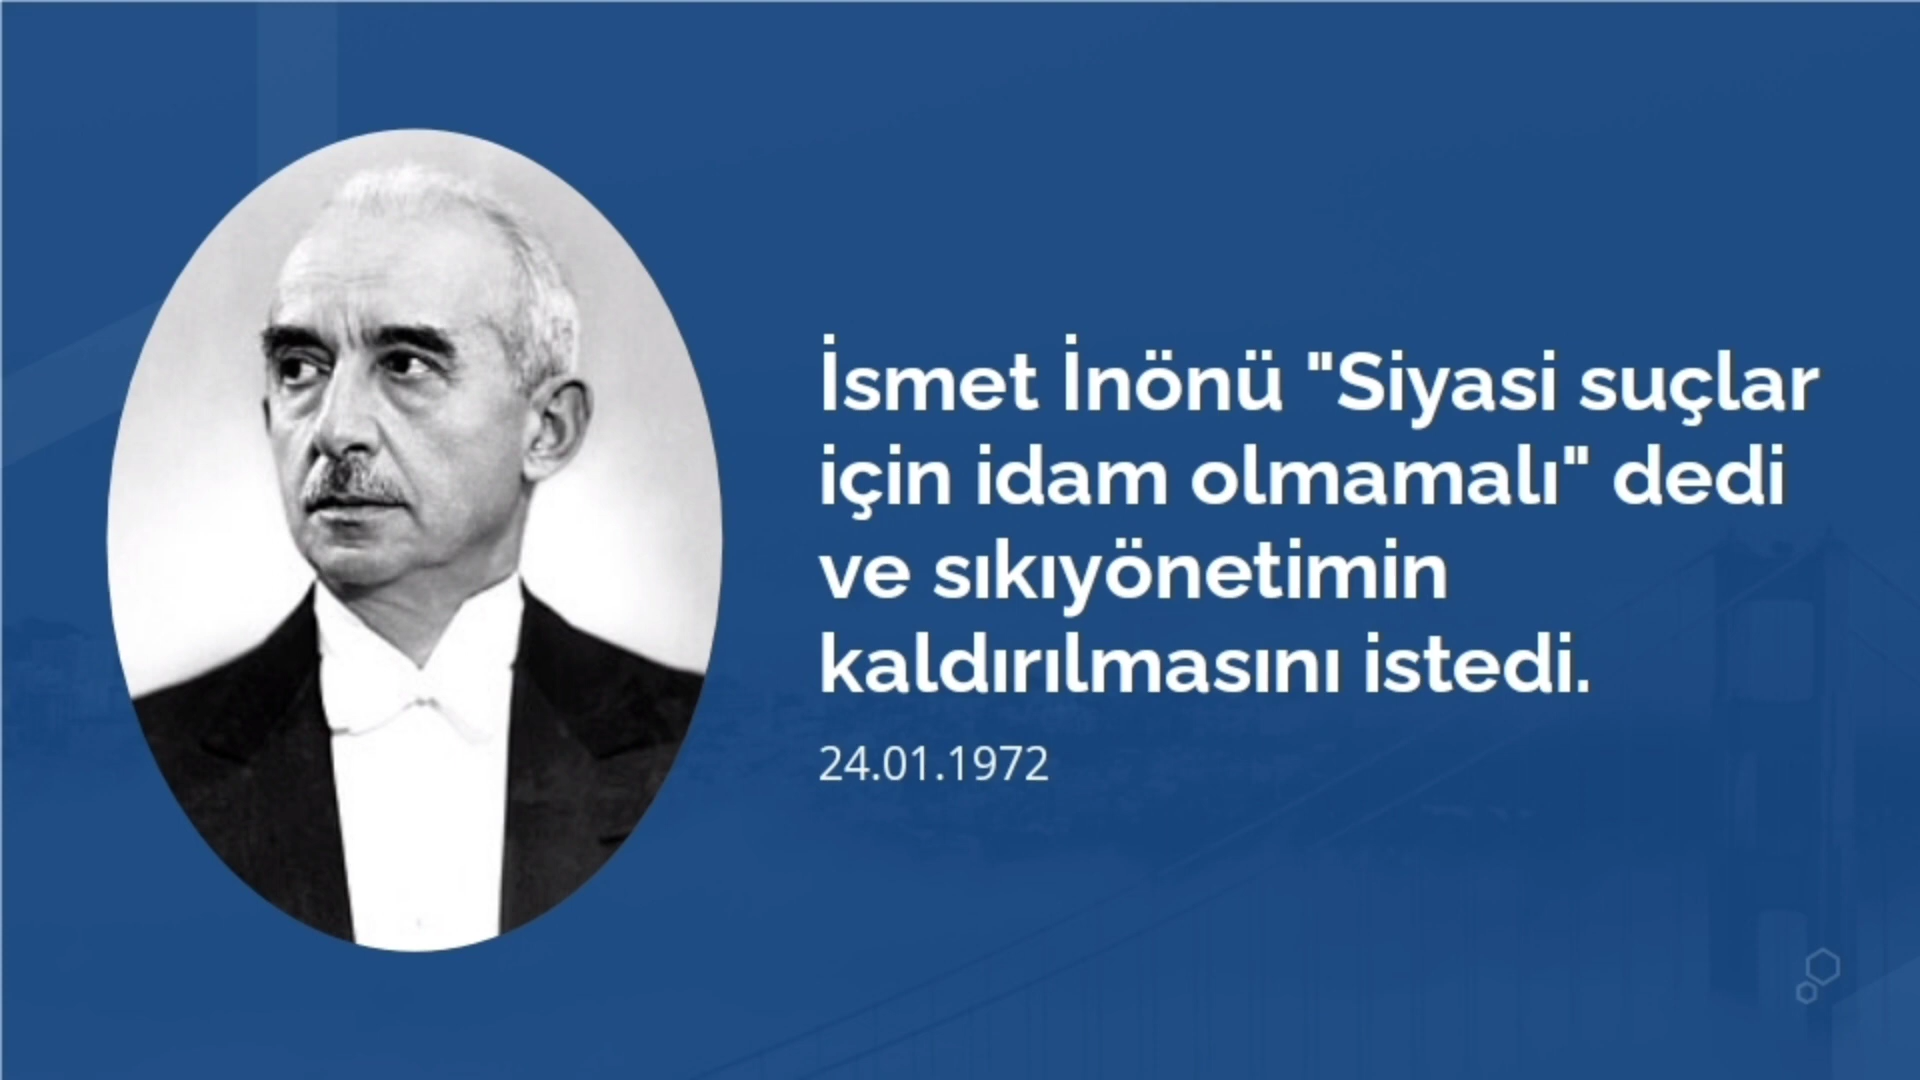 İsmet İnönü "Siyasi suçlar
için idam olmamalı" dedi
ve sıkıyönetimin
kaldırılmasını istedi.
24.01.1972